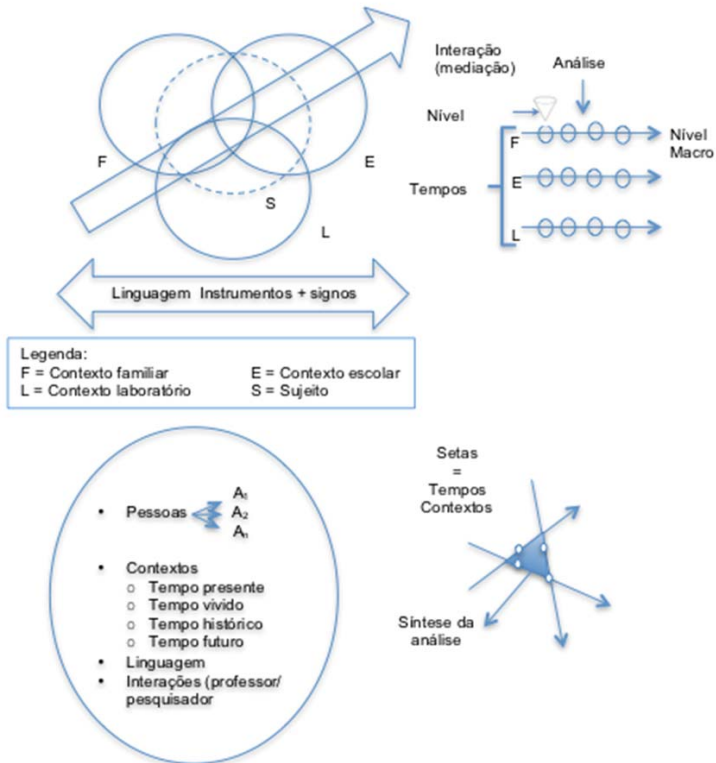 F
E
S
L
Linguagem Instrumentos + signos
Interação
(mediação)
Análise
Nível
Tempos
F
E
L
Nível
Macro
Legenda:
F = Contexto familiar
E = Contexto escolar
L = Contexto laboratório
S = Sujeito
• Pessoas
A₁
A₂
Aₙ
• Contextos
○ Tempo presente
○ Tempo vivido
○ Tempo histórico
○ Tempo futuro
• Linguagem
• Interações (professor/
pesquisador
Setas
=
Tempos
Contextos
Síntese da
análise